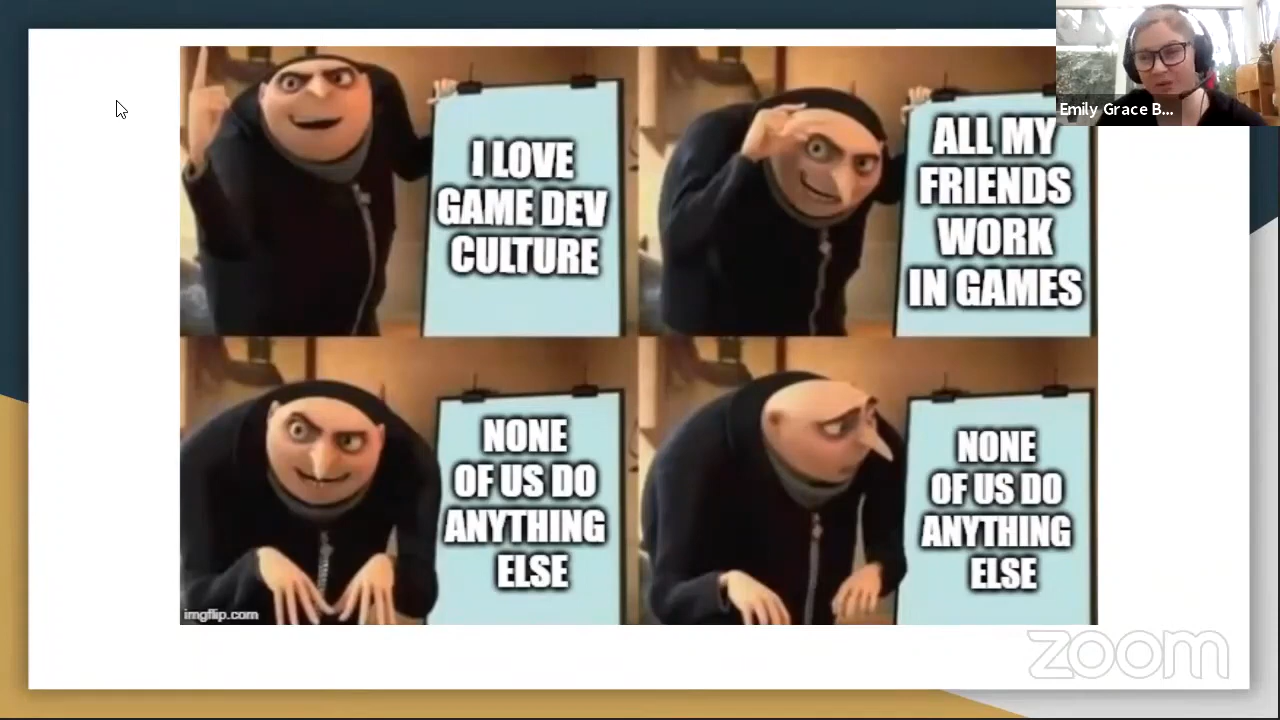 Emily Grace B...
I LOVE
GAME DEV
CULTURE
ALL MY
FRIENDS
WORK
IN GAMES
NONE
OF US DO
ANYTHING
ELSE
NONE
OF US DO
ANYTHING
ELSE
imgflip.com
zoom